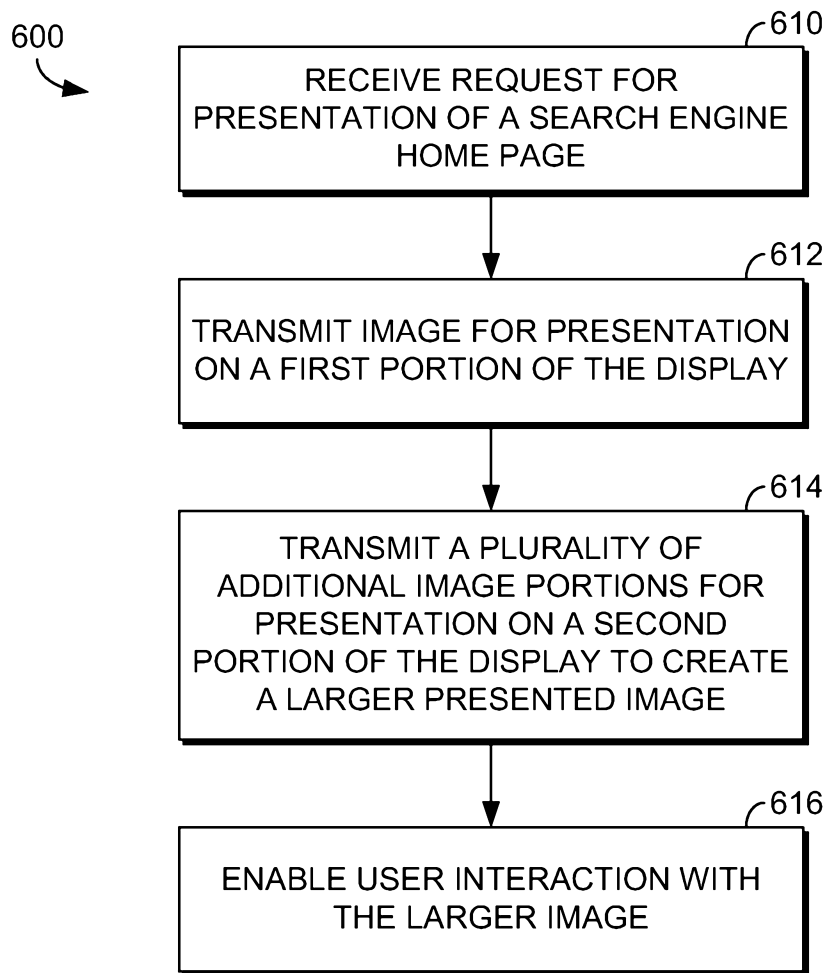 600
610
RECEIVE REQUEST FOR
PRESENTATION OF A SEARCH ENGINE
HOME PAGE
612
TRANSMIT IMAGE FOR PRESENTATION
ON A FIRST PORTION OF THE DISPLAY
614
TRANSMIT A PLURALITY OF
ADDITIONAL IMAGE PORTIONS FOR
PRESENTATION ON A SECOND
PORTION OF THE DISPLAY TO CREATE
A LARGER PRESENTED IMAGE
616
ENABLE USER INTERACTION WITH
THE LARGER IMAGE